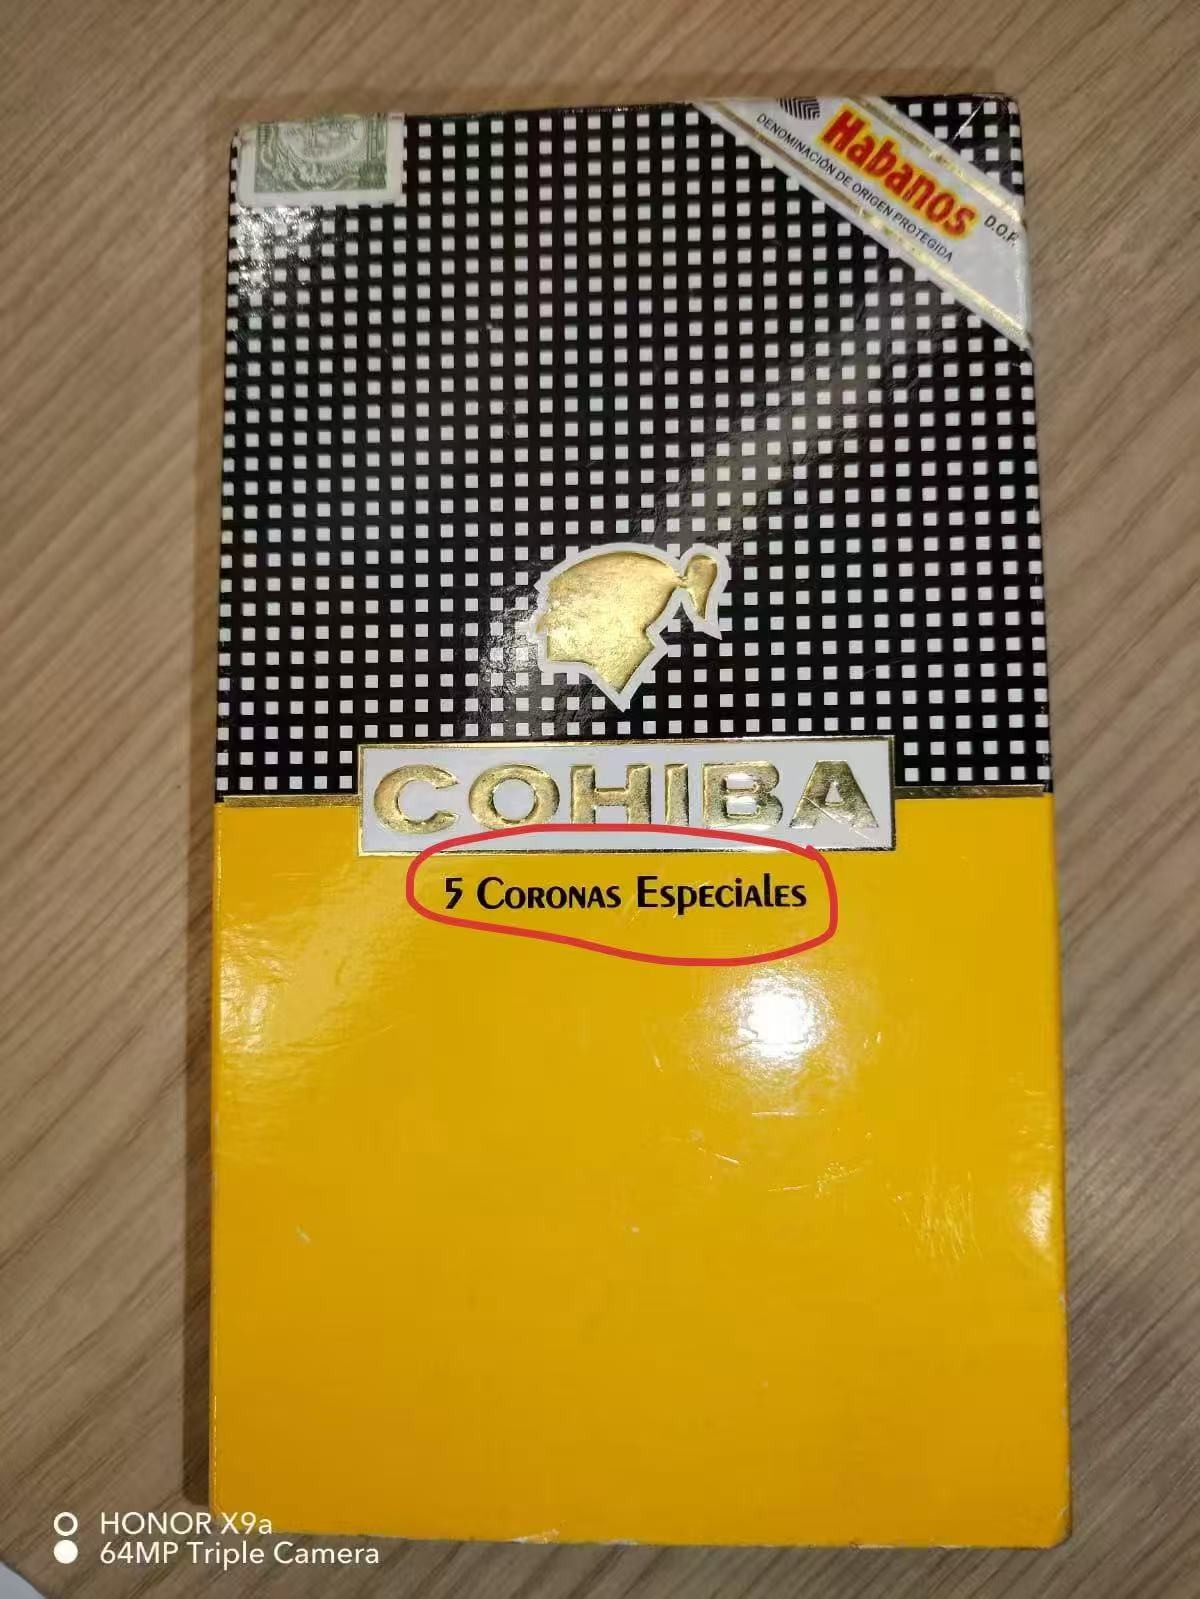 Habanos
D.O.P.
DENOMINACIÓN DE ORIGEN PROTEGIDA
COHIBA
5 CORONAS ESPECIALES
HONOR X9a
64MP Triple Camera